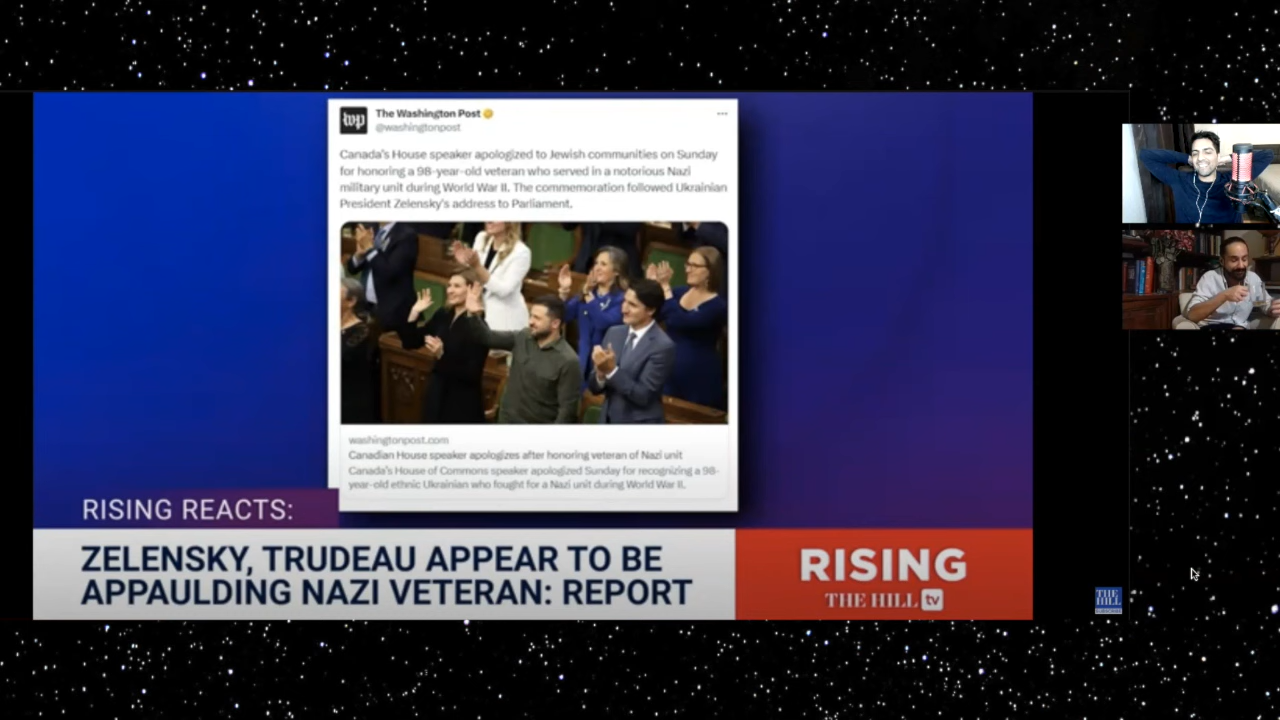 The Washington Post
@washingtonpost
Canada's House speaker apologized to Jewish communities on Sunday
for honoring a 98-year-old veteran who served in a notorious Nazi
military unit during World War II. The commemoration followed Ukrainian
President Zelensky's address to Parliament.
washingtonpost.com
Canadian House speaker apologizes after honoring veteran of Nazi unit
Canada's House of Commons speaker apologized Sunday for recognizing a 98-
year-old ethnic Ukrainian who fought for a Nazi unit during World War II.
RISING REACTS:
ZELENSKY, TRUDEAU APPEAR TO BE
APPAULDING NAZI VETERAN: REPORT
RISING
THE HILL tv
THE
HILL